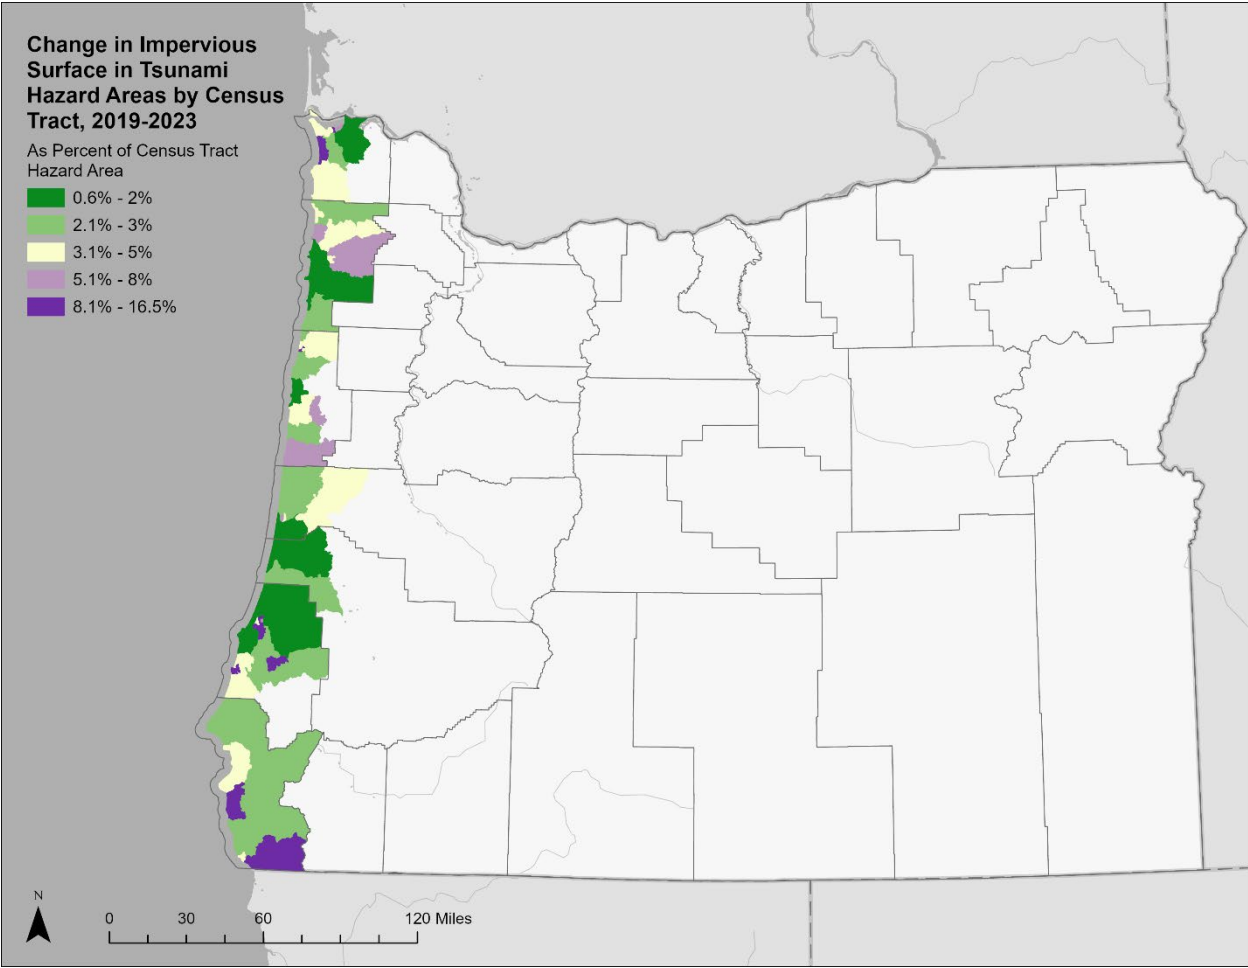 Change in Impervious
Surface in Tsunami
Hazard Areas by Census
Tract, 2019-2023
As Percent of Census Tract
Hazard Area
0.6% - 2%
2.1% - 3%
3.1% - 5%
5.1% - 8%
8.1% - 16.5%
N
0 30 60 120 Miles